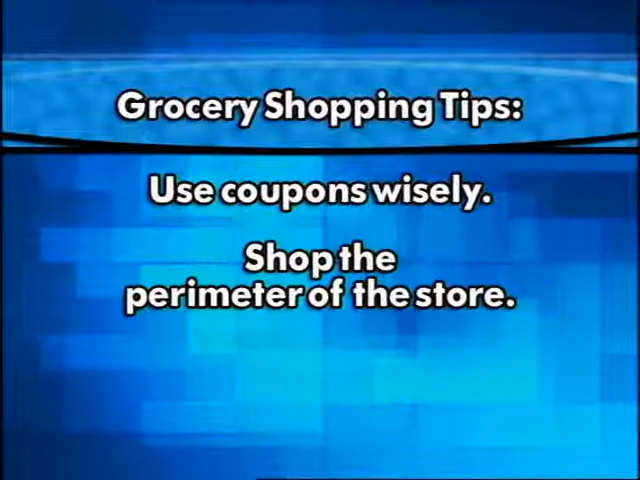 Grocery Shopping Tips:
Use coupons wisely.
Shop the
perimeter of the store.